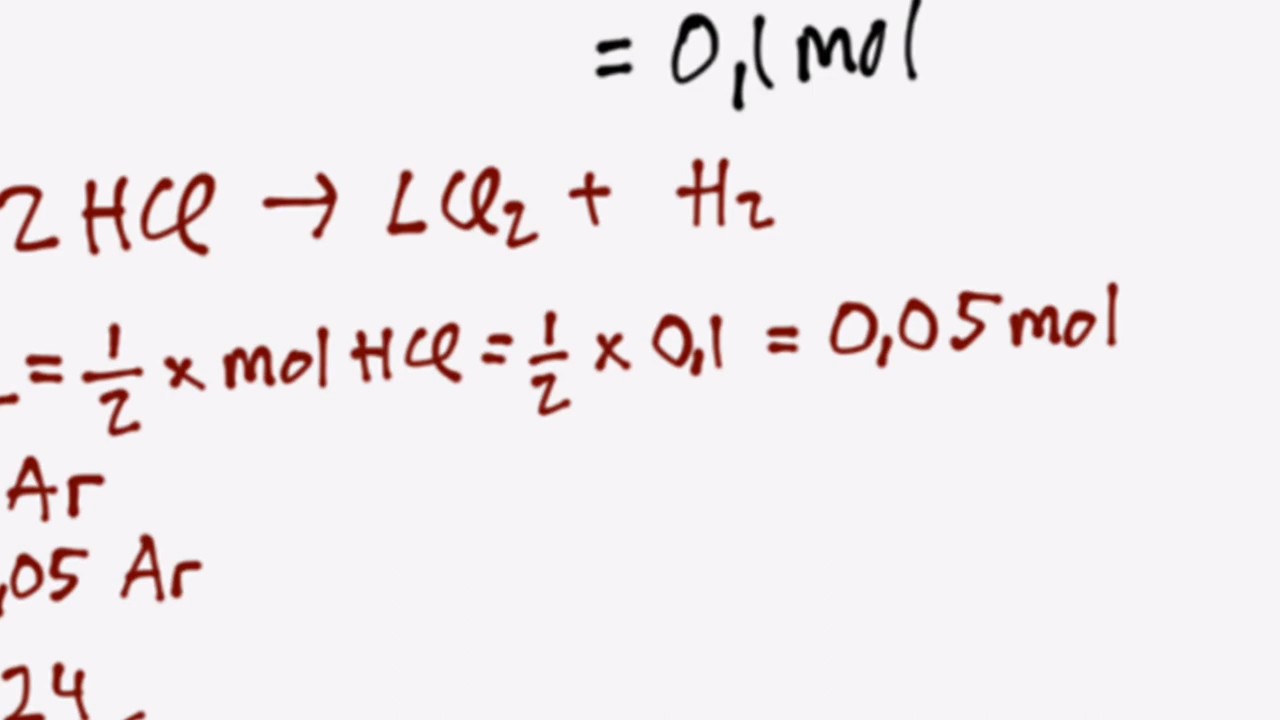 = 0,1 mol
2 HCl → LCl₂ + H₂
= 1/2 x mol HCl = 1/2 x 0,1 = 0,05 mol
Ar
,05 Ar
24